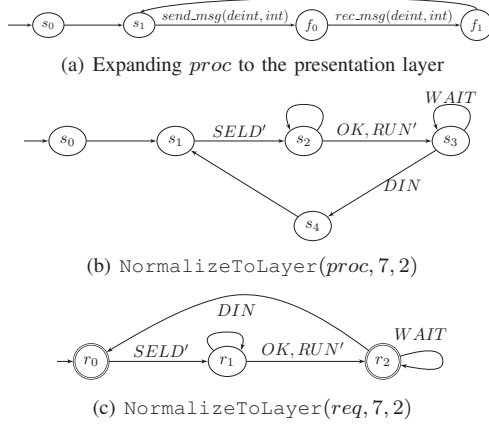 s0 s1 send_msg(deint, int) f0 rec_msg(deint, int) f1
(a) Expanding proc to the presentation layer
WAIT
s0 s1 SELD′ s2 OK, RUN′ s3
DIN
s4
(b) NormalizeToLayer(proc, 7, 2)
DIN
r0 SELD′ r1 OK, RUN′ r2 WAIT
(c) NormalizeToLayer(req, 7, 2)